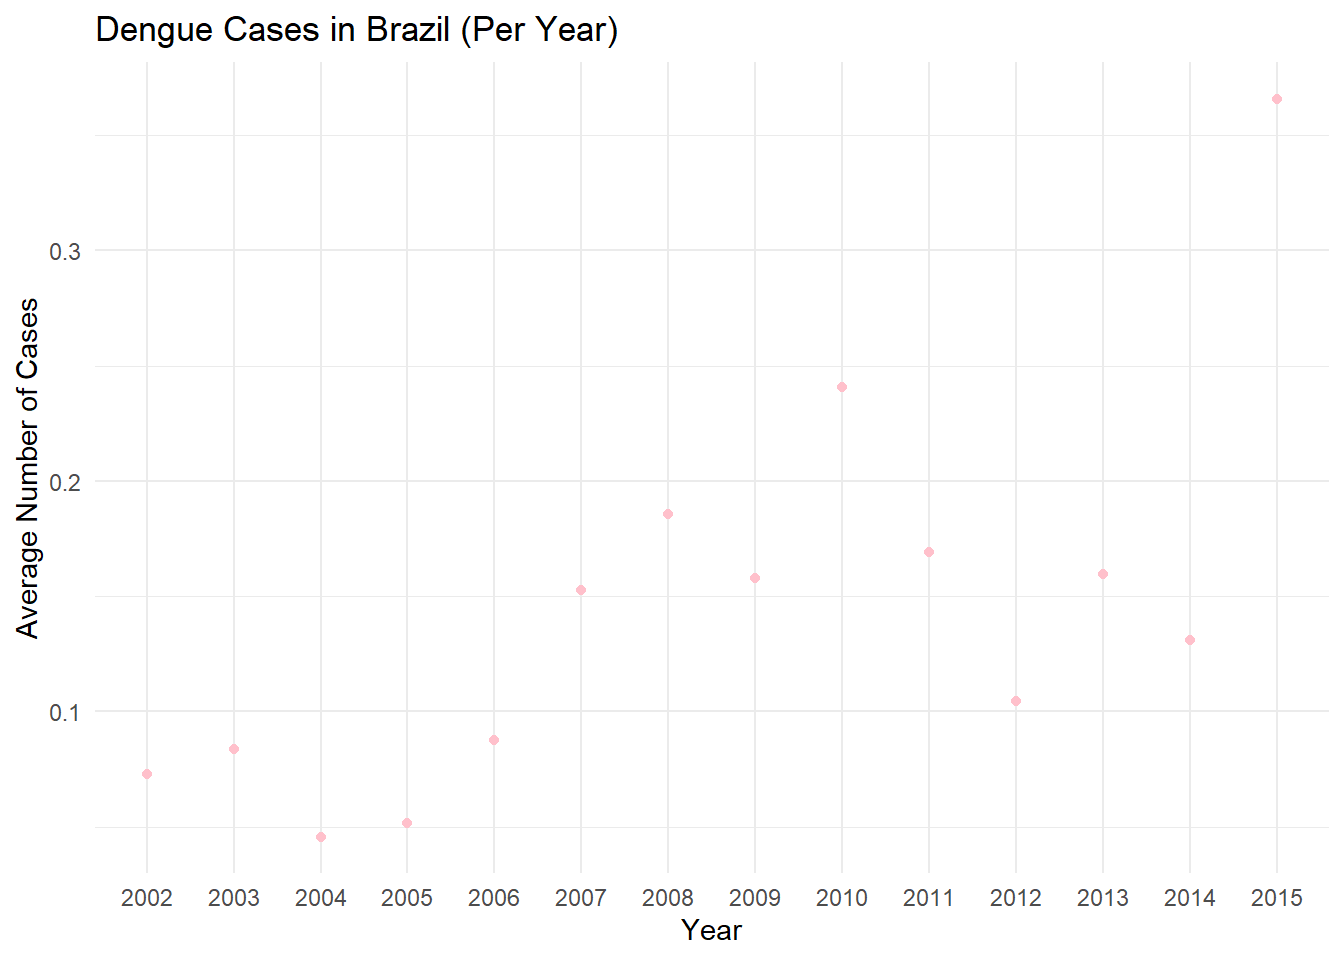 Dengue Cases in Brazil (Per Year)
Average Number of Cases
0.3
0.2
0.1
2002 2003 2004 2005 2006 2007 2008 2009 2010 2011 2012 2013 2014 2015
Year